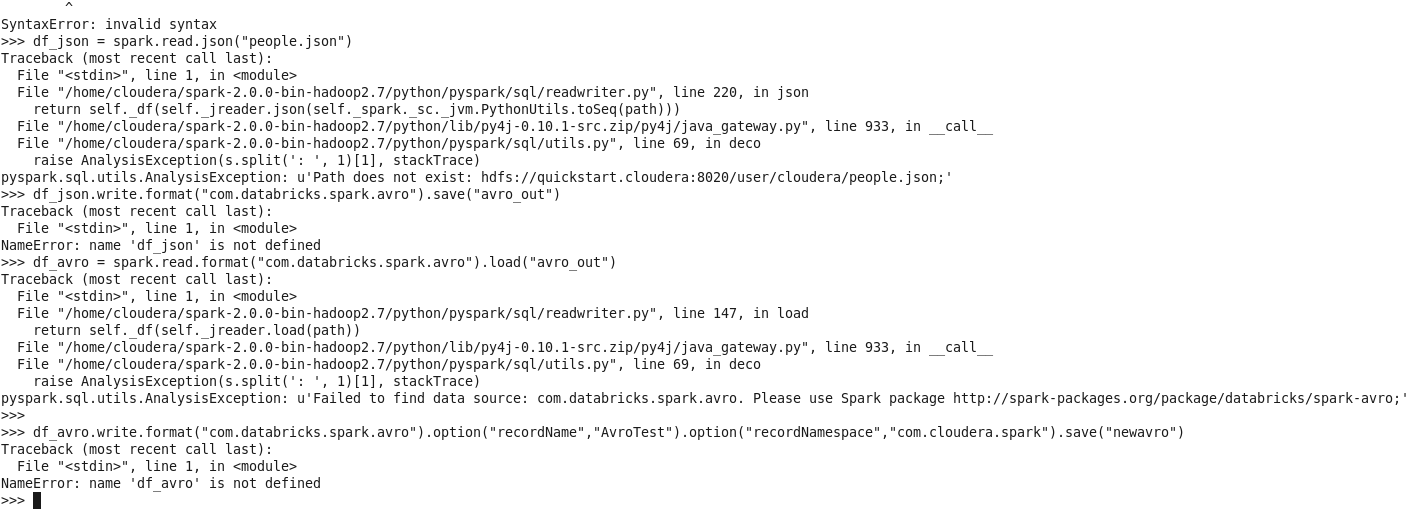 ^
SyntaxError: invalid syntax
>>> df_json = spark.read.json("people.json")
Traceback (most recent call last):
  File "<stdin>", line 1, in <module>
  File "/home/cloudera/spark-2.0.0-bin-hadoop2.7/python/pyspark/sql/readwriter.py", line 220, in json
    return self._df(self._jreader.json(self._spark._sc._jvm.PythonUtils.toSeq(path)))
  File "/home/cloudera/spark-2.0.0-bin-hadoop2.7/python/lib/py4j-0.10.1-src.zip/py4j/java_gateway.py", line 933, in __call__
  File "/home/cloudera/spark-2.0.0-bin-hadoop2.7/python/pyspark/sql/utils.py", line 69, in deco
    raise AnalysisException(s.split(': ', 1)[1], stackTrace)
pyspark.sql.utils.AnalysisException: u'Path does not exist: hdfs://quickstart.cloudera:8020/user/cloudera/people.json;'
>>> df_json.write.format("com.databricks.spark.avro").save("avro_out")
Traceback (most recent call last):
  File "<stdin>", line 1, in <module>
NameError: name 'df_json' is not defined
>>> df_avro = spark.read.format("com.databricks.spark.avro").load("avro_out")
Traceback (most recent call last):
  File "<stdin>", line 1, in <module>
  File "/home/cloudera/spark-2.0.0-bin-hadoop2.7/python/pyspark/sql/readwriter.py", line 147, in load
    return self._df(self._jreader.load(path))
  File "/home/cloudera/spark-2.0.0-bin-hadoop2.7/python/lib/py4j-0.10.1-src.zip/py4j/java_gateway.py", line 933, in __call__
  File "/home/cloudera/spark-2.0.0-bin-hadoop2.7/python/pyspark/sql/utils.py", line 69, in deco
    raise AnalysisException(s.split(': ', 1)[1], stackTrace)
pyspark.sql.utils.AnalysisException: u'Failed to find data source: com.databricks.spark.avro. Please use Spark package http://spark-packages.org/package/databricks/spark-avro;'
>>>
>>> df_avro.write.format("com.databricks.spark.avro").option("recordName","AvroTest").option("recordNamespace","com.cloudera.spark").save("newavro")
Traceback (most recent call last):
  File "<stdin>", line 1, in <module>
NameError: name 'df_avro' is not defined
>>>